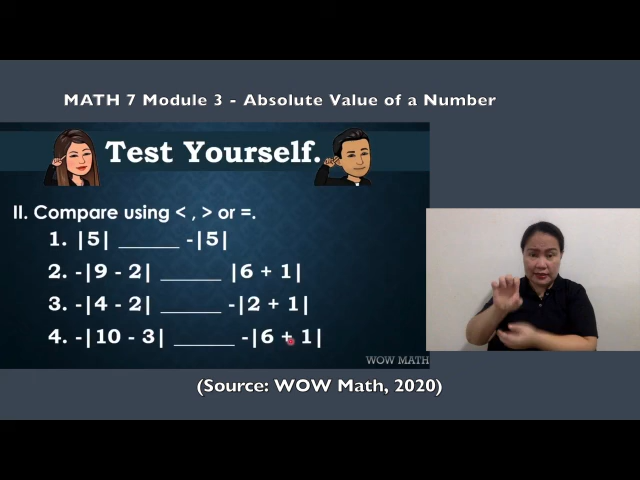 MATH 7 Module 3 - Absolute Value of a Number
Test Yourself.
II. Compare using < , > or =.
1. |5| ______ -|5|
2. -|9 - 2| ______ |6 + 1|
3. -|4 - 2| ______ -|2 + 1|
4. -|10 - 3| ______ -|6 + 1|
WOW MATH
(Source: WOW Math, 2020)